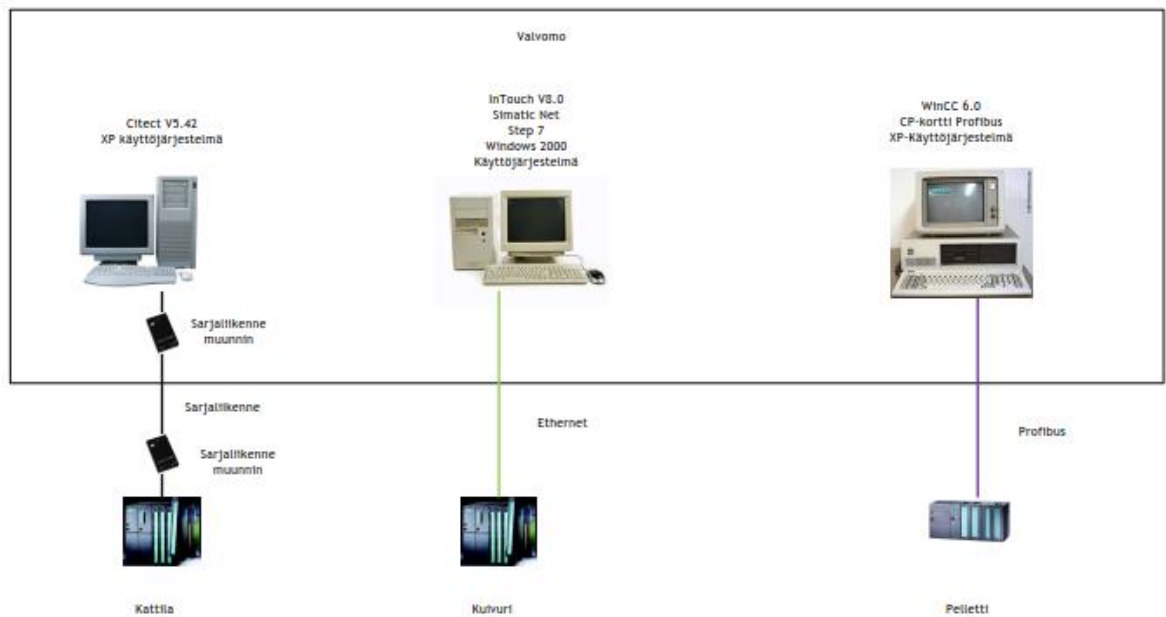 Valvomo
Citect V5.42
XP käyttöjärjestelmä
InTouch V8.0
Simatic Net
Step 7
Windows 2000
Käyttöjärjestelmä
WinCC 6.0
CP-kortti Profibus
XP-Käyttöjärjestelmä
Sarjaliikenne
muunnin
Sarjaliikenne
Ethernet
Profibus
Sarjaliikenne
muunnin
Kattila
Kuivuri
Pelletti